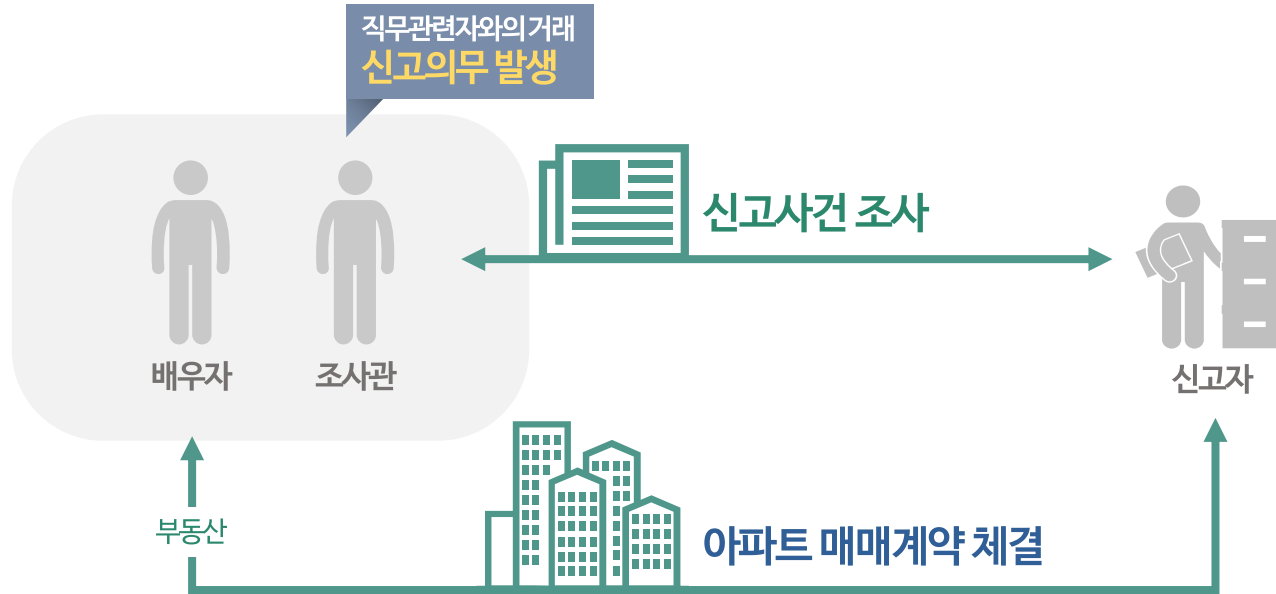 직무관련자와의 거래
신고의무 발생
신고사건 조사
배우자
조사관
신고자
부동산
아파트 매매계약 체결